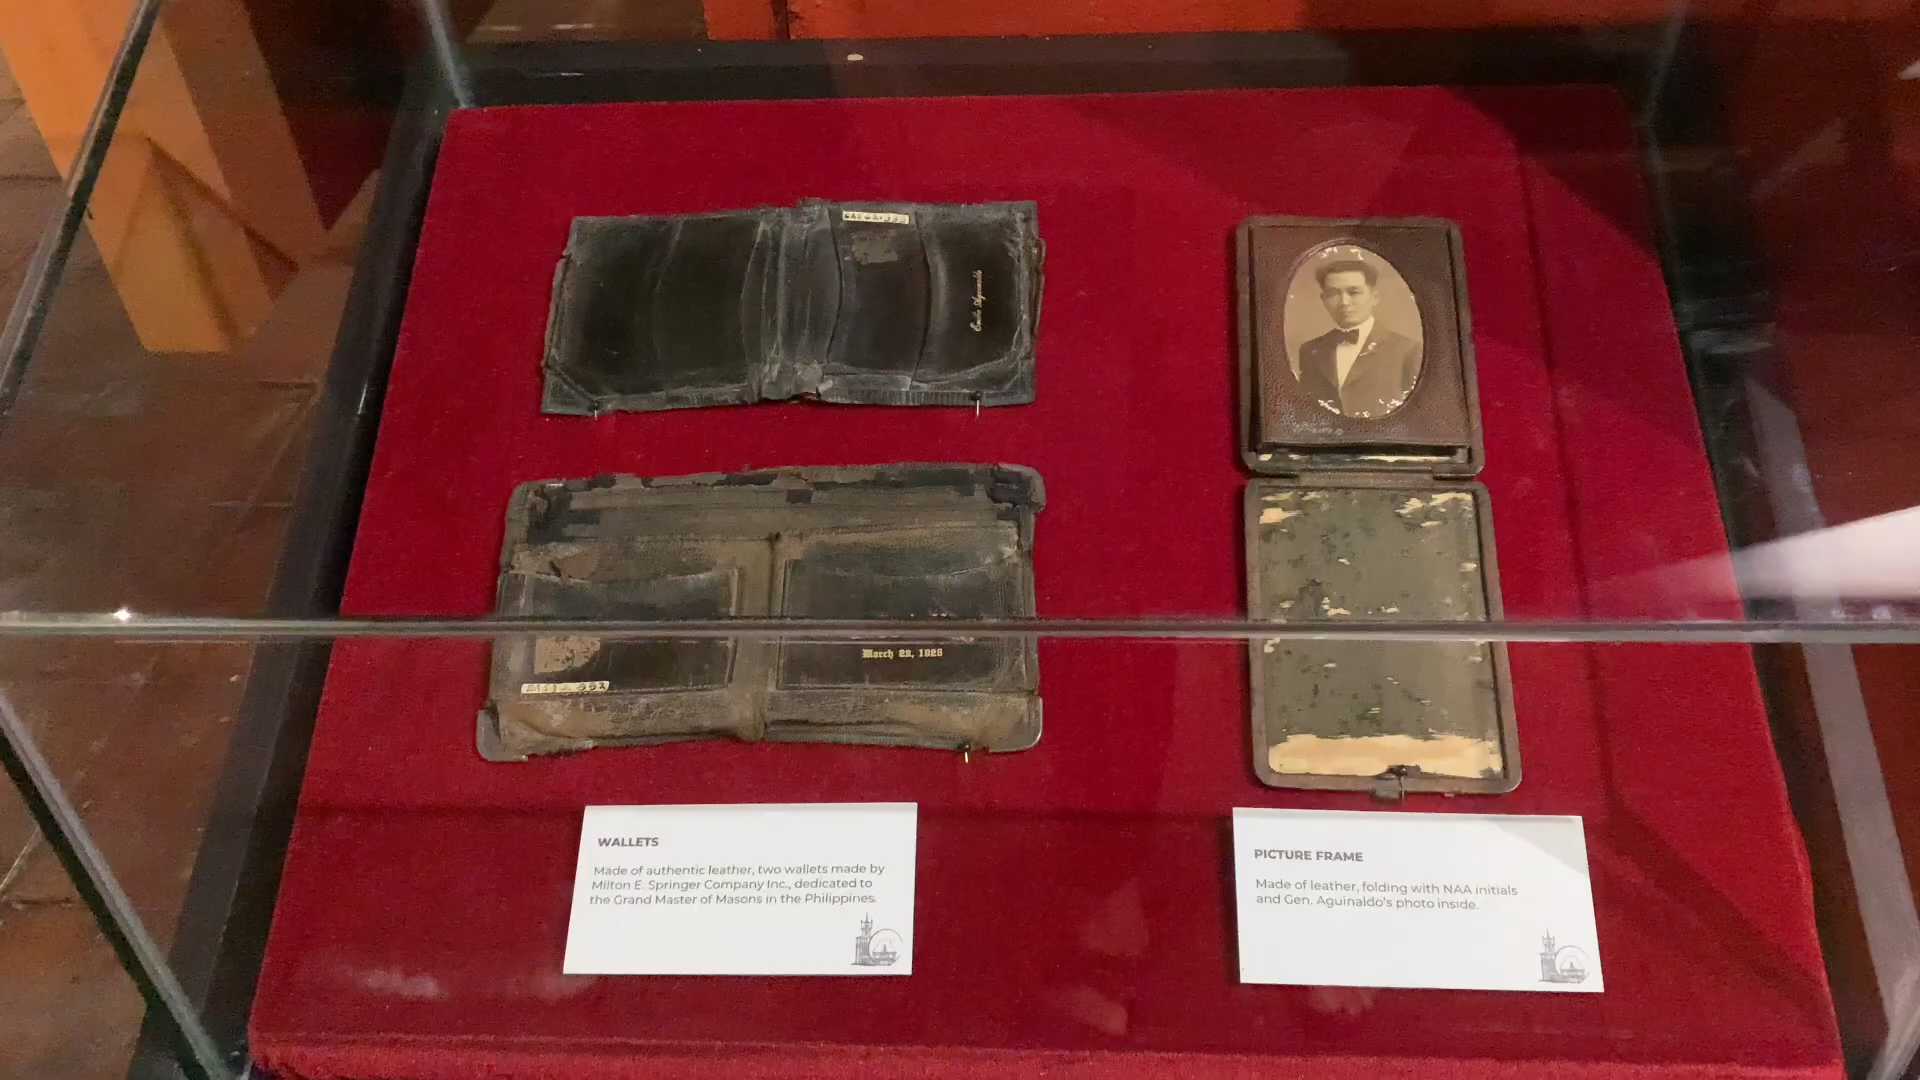 Emilio Aguinaldo
March 22, 1926
WALLETS
Made of authentic leather, two wallets made by
Milton E. Springer Company Inc., dedicated to
the Grand Master of Masons in the Philippines.
PICTURE FRAME
Made of leather, folding with NAA initials
and Gen. Aguinaldo's photo inside.